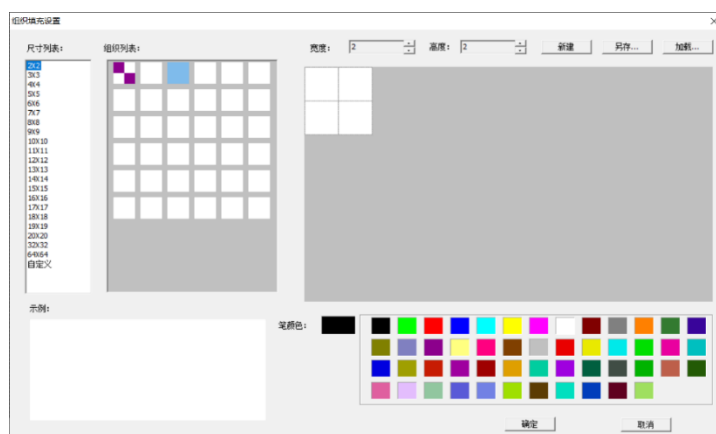 组织填充设置
尺寸列表:
组织列表:
宽度: 2
高度: 2
新建
另存...
加载...
2X2
3X3
4X4
5X5
6X6
7X7
8X8
9X9
10X10
11X11
12X12
13X13
14X14
15X15
16X16
17X17
18X18
19X19
20X20
32X32
64X64
自定义
示例:
笔颜色:
确定
取消